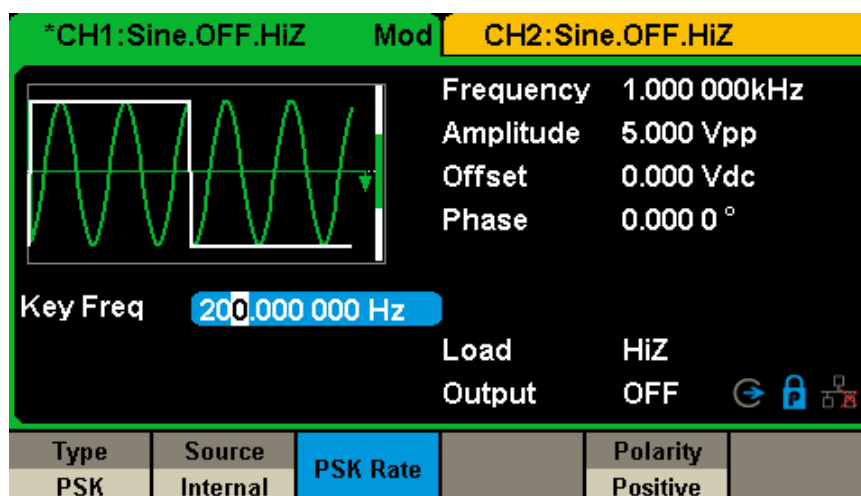 *CH1:Sine.OFF.HiZ Mod CH2:Sine.OFF.HiZ
Frequency 1.000 000kHz
Amplitude 5.000 Vpp
Offset 0.000 Vdc
Phase 0.000 0 °
Key Freq 200.000 000 Hz
Load HiZ
Output OFF P
Type Source PSK Rate Polarity
PSK Internal Positive